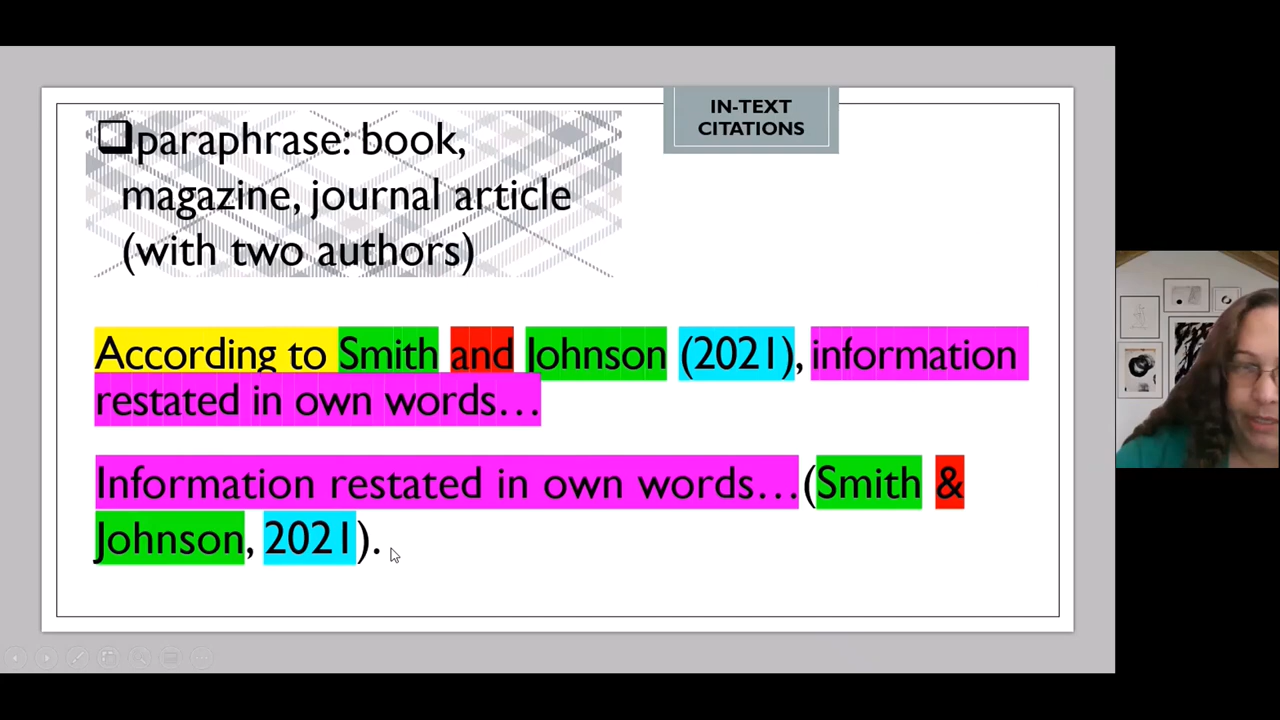 IN-TEXT
CITATIONS
❑paraphrase: book,
magazine, journal article
(with two authors)
According to Smith and Johnson (2021), information
restated in own words…
Information restated in own words…(Smith &
Johnson, 2021).